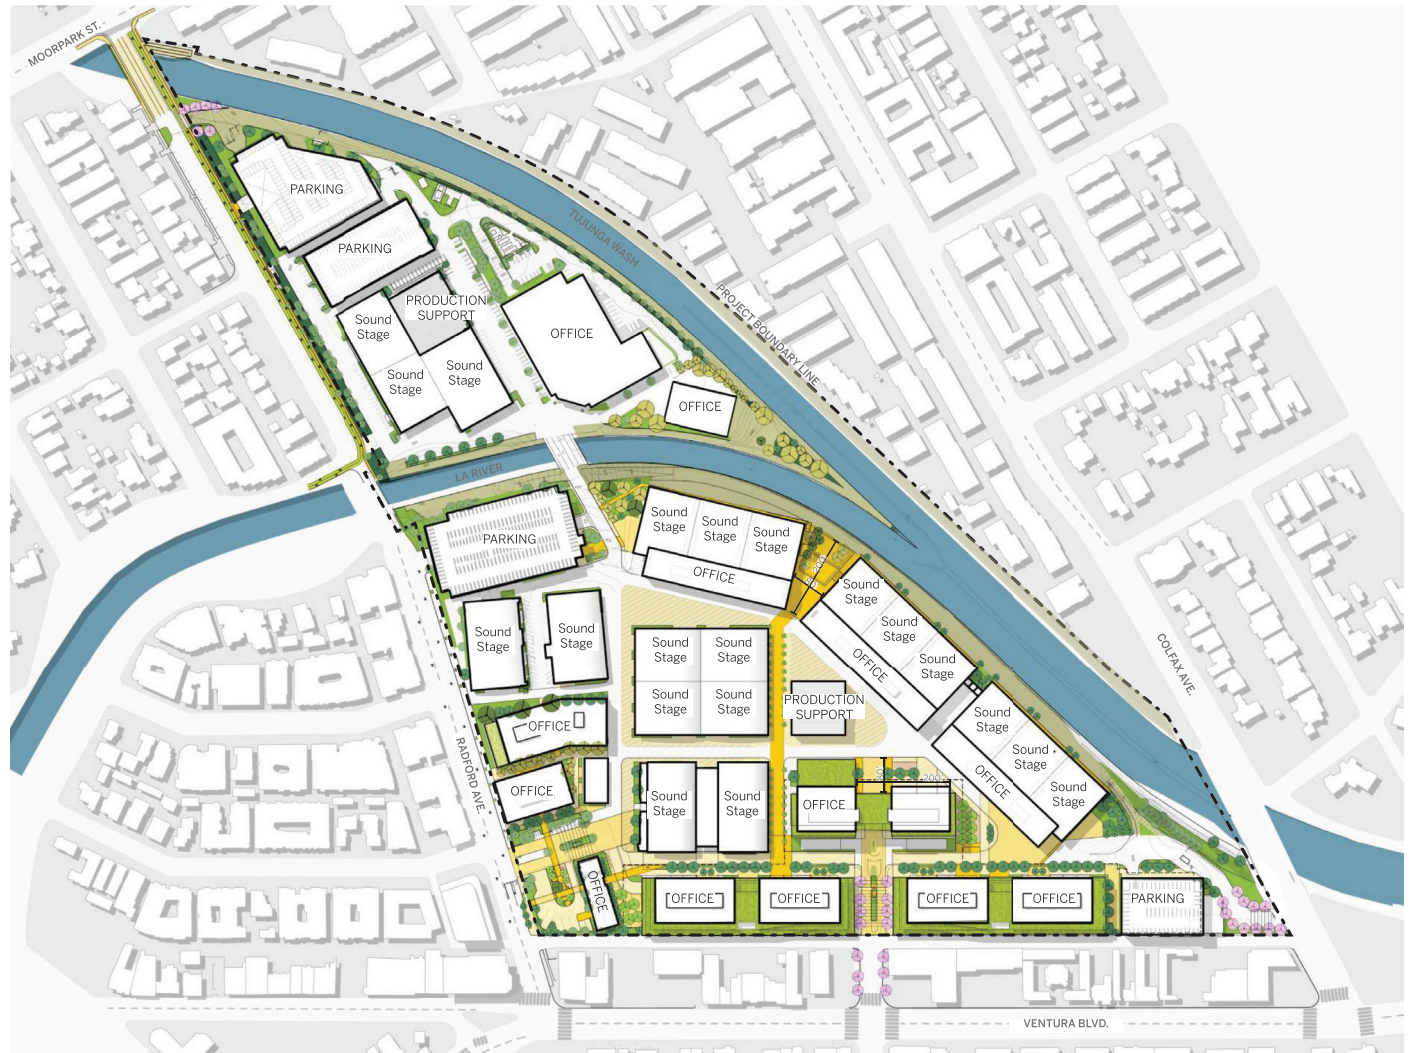 MOORPARK ST.
PARKING
PARKING
TUJUNGA WASH
PRODUCTION
SUPPORT
Sound
Stage
OFFICE
PROJECT BOUNDARY LINE
Sound
Stage
Sound
Stage
OFFICE
LA RIVER
PARKING
Sound
Stage
Sound
Stage
Sound
Stage
OFFICE
200
80
Sound
Stage
Sound
Stage
Sound
Stage
OFFICE
Sound
Stage
Sound
Stage
Sound
Stage
Sound
Stage
Sound
Stage
Sound
Stage
COLFAX AVE.
PRODUCTION
SUPPORT
OFFICE
Sound
Stage
Sound
Stage
Sound
Stage
OFFICE
RADFORD AVE.
OFFICE
Sound
Stage
Sound
Stage
OFFICE
80
200
OFFICE
OFFICE
OFFICE
OFFICE
OFFICE
PARKING
VENTURA BLVD.